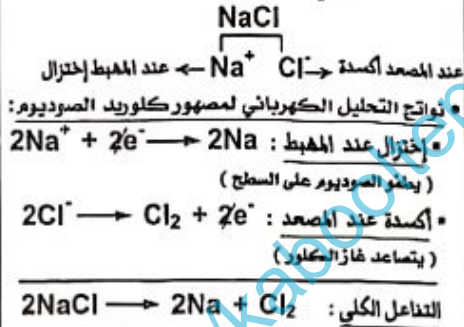 NaCl
عند المصعد أكسدة ← Cl⁻ Na⁺ → عند المهبط إختزال
• نواتج التحليل الكهربائي لمصهور كلوريد الصوديوم:
▪ إختزال عند المهبط : 2Na⁺ + 2e⁻ → 2Na
( يطفو الصوديوم على السطح )
▪ أكسدة عند المصعد : 2Cl⁻ → Cl₂ + 2e⁻
( يتصاعد غاز الكلور )
التفاعل الكلي : 2NaCl → 2Na + Cl₂